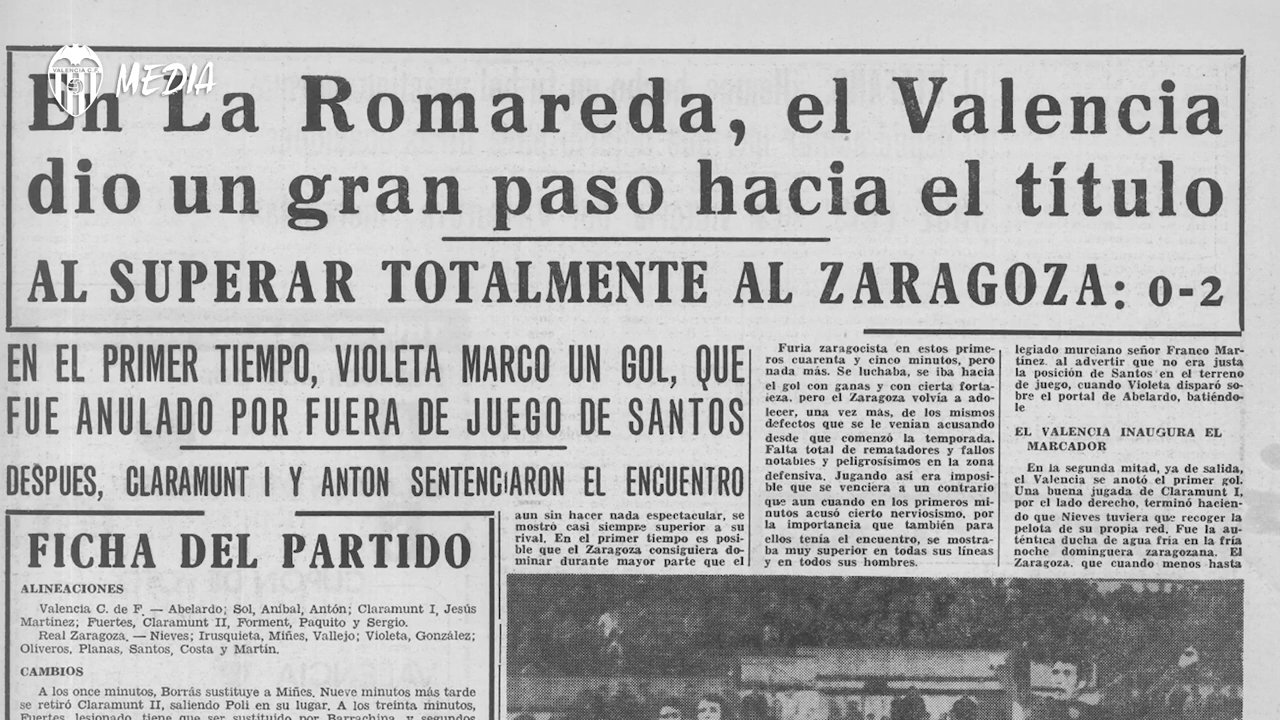 VALENCIA C.F.
MEDIA
En La Romareda, el Valencia
dio un gran paso hacia el título
AL SUPERAR TOTALMENTE AL ZARAGOZA: 0-2
EN EL PRIMER TIEMPO, VIOLETA MARCO UN GOL, QUE
FUE ANULADO POR FUERA DE JUEGO DE SANTOS
DESPUES, CLARAMUNT I Y ANTON SENTENCIARON EL ENCUENTRO
FICHA DEL PARTIDO
ALINEACIONES
Valencia C. de F. — Abelardo; Sol, Aníbal, Antón; Claramunt I, Jesús
Martínez; Fuertes, Claramunt II, Forment, Paquito y Sergio.
Real Zaragoza. — Nieves; Irusquieta, Miñes, Vallejo; Violeta, González;
Oliveros, Planas, Santos, Costa y Martín.
CAMBIOS
A los once minutos, Borrás sustituye a Miñes. Nueve minutos más tarde
se retiró Claramunt II, saliendo Poli en su lugar. A los treinta minutos,
Fuertes, lesionado, tiene que ser sustituido por Barrachina, y segundos
aun sin hacer nada espectacular, se
mostró casi siempre superior a su
rival. En el primer tiempo es posi-
ble que el Zaragoza consiguiera do-
minar durante mayor parte que el
Furia zaragocista en estos prime-
ros cuarenta y cinco minutos, pero
nada más. Se luchaba, se iba hacia
el gol con ganas y con cierta forta-
leza, pero el Zaragoza volvía a ado-
lecer, una vez más, de los mismos
defectos que se le venían acusando
desde que comenzó la temporada.
Falta total de rematadores y fallos
notables y peligrosísimos en la zona
defensiva. Jugando así era imposi-
ble que se venciera a un contrario
que aun cuando en los primeros mi-
nutos acusó cierto nerviosismo, por
la importancia que también para
ellos tenía el encuentro, se mostra-
ba muy superior en todas sus líneas
y en todos sus hombres.
legiado murciano señor Franco Mar-
tínez, al advertir que no era justa
la posición de Santos en el terreno
de juego, cuando Violeta disparó so-
bre el portal de Abelardo, batiéndo-
le
EL VALENCIA INAUGURA EL
MARCADOR
En la segunda mitad, ya de salida,
el Valencia se anotó el primer gol.
Una buena jugada de Claramunt I,
por el lado derecho, terminó hacien-
do que Nieves tuviera que recoger la
pelota de su propia red. Fue la au-
téntica ducha de agua fría en la fría
noche dominguera zaragozana. El
Zaragoza, que cuando menos hasta